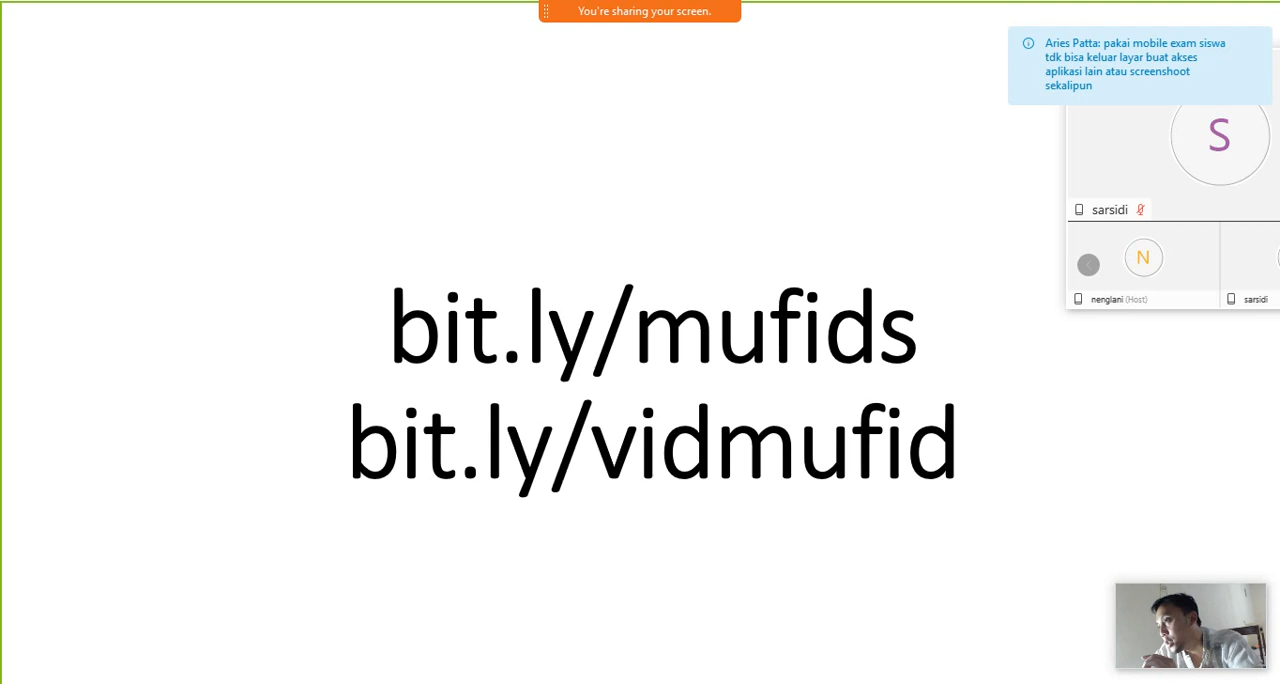 You're sharing your screen.
Aries Patta: pakai mobile exam siswa
tdk bisa keluar layar buat akses
aplikasi lain atau screenshoot
sekalipun
S
sarsidi
N
nenglani (Host)
sarsidi
bit.ly/mufids
bit.ly/vidmufid